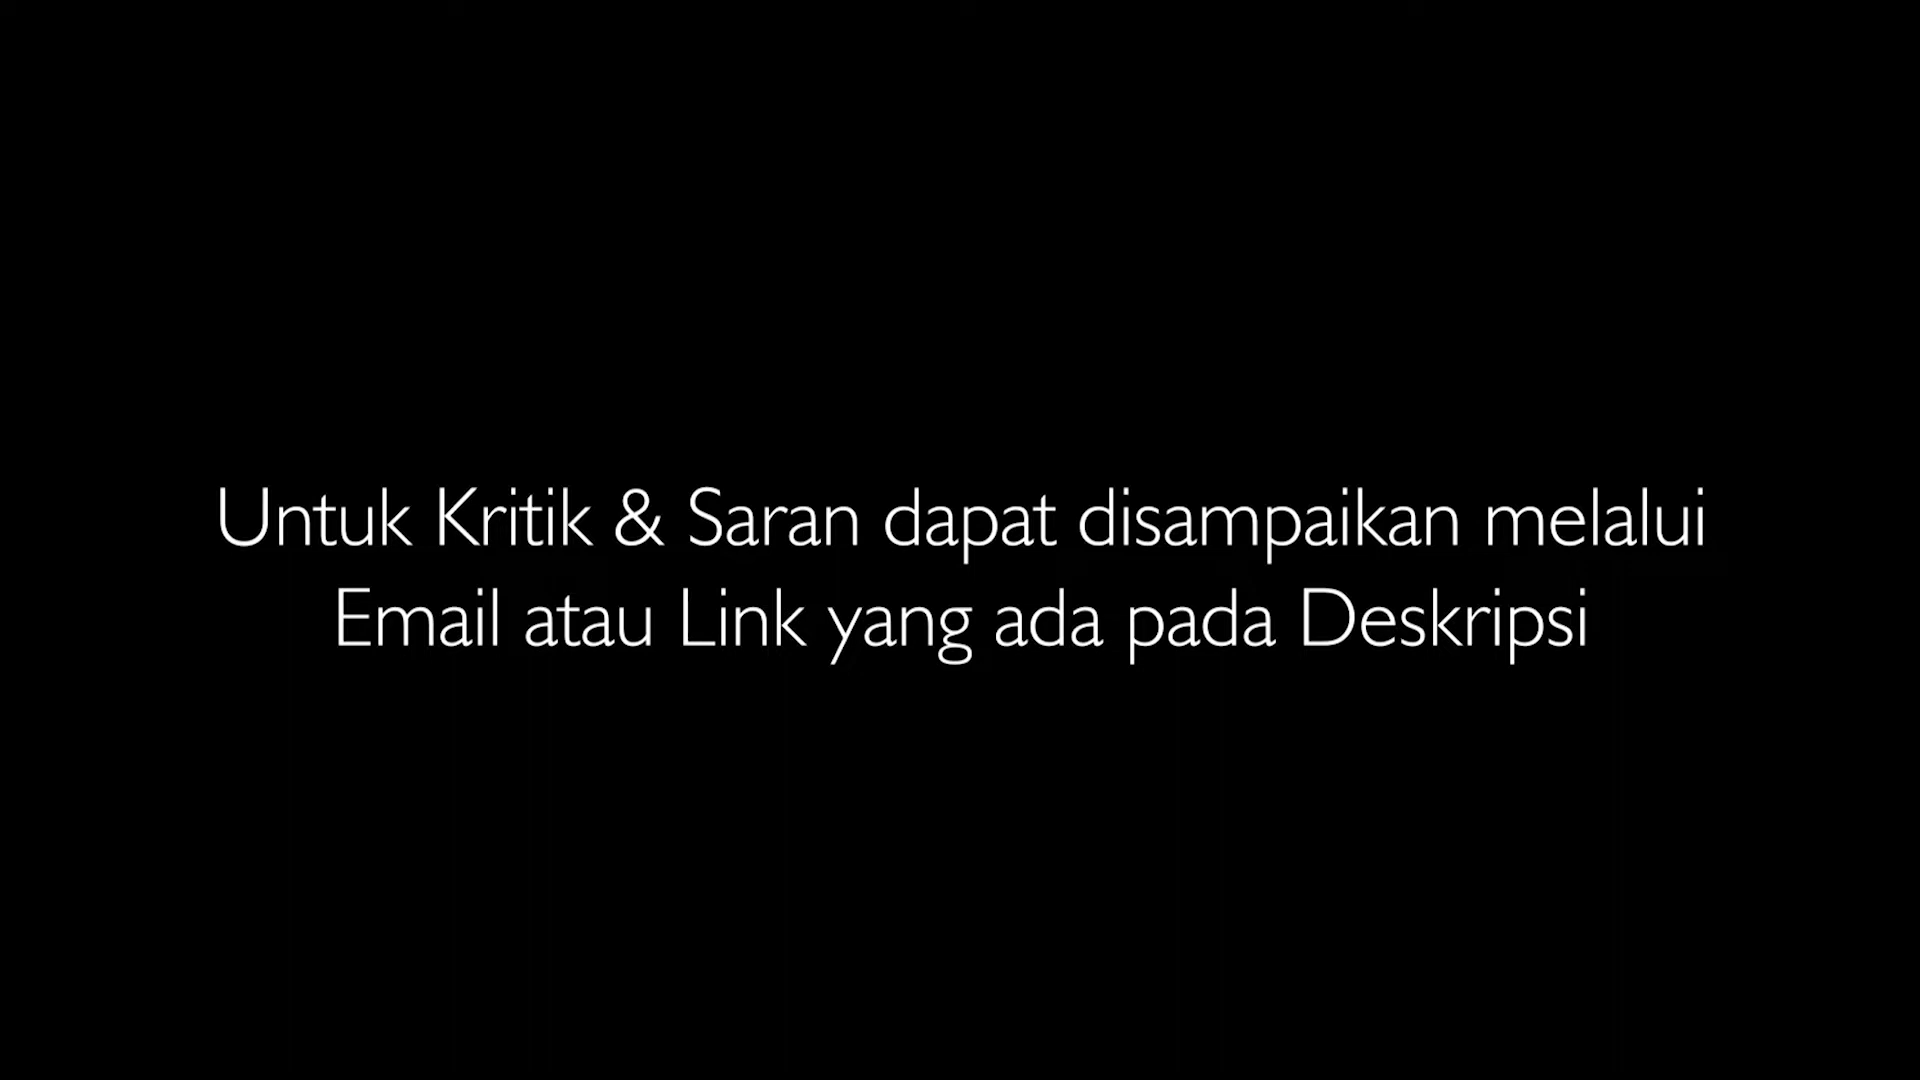 Untuk Kritik & Saran dapat disampaikan melalui
Email atau Link yang ada pada Deskripsi